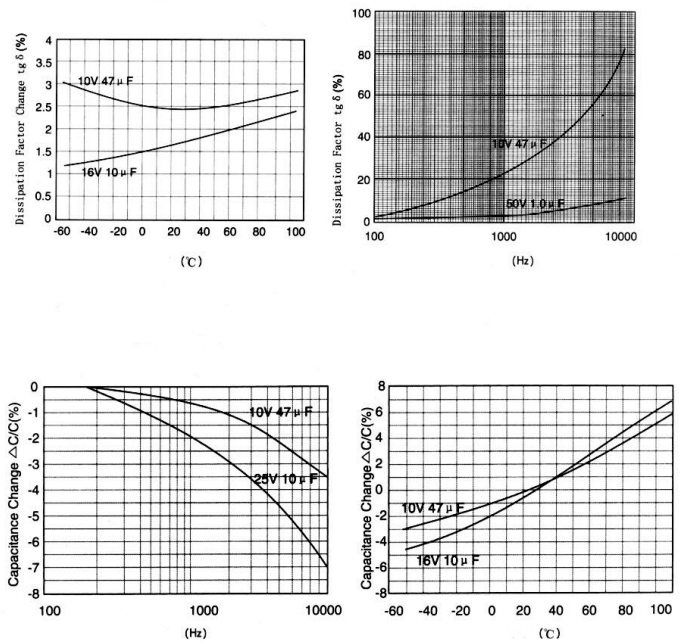 Dissipation Factor Change tg δ (%)
4
3.5
3
2.5
2
1.5
1
0.5
0
10V 47 μ F
16V 10 μ F
-60 -40 -20 0 20 40 60 80 100
(℃)
Dissipation Factor tg δ (%)
100
80
60
40
20
0
10V 47 μ F
50V 1.0 μ F
100 1000 10000
(Hz)
Capacitance Change △C/C(%)
0
-1
-2
-3
-4
-5
-6
-7
-8
10V 47 μ F
25V 10 μ F
100 1000 10000
(Hz)
Capacitance Change △C/C(%)
8
6
4
2
0
-2
-4
-6
-8
10V 47 μ F
16V 10 μ F
-60 -40 -20 0 20 40 60 80 100
(℃)